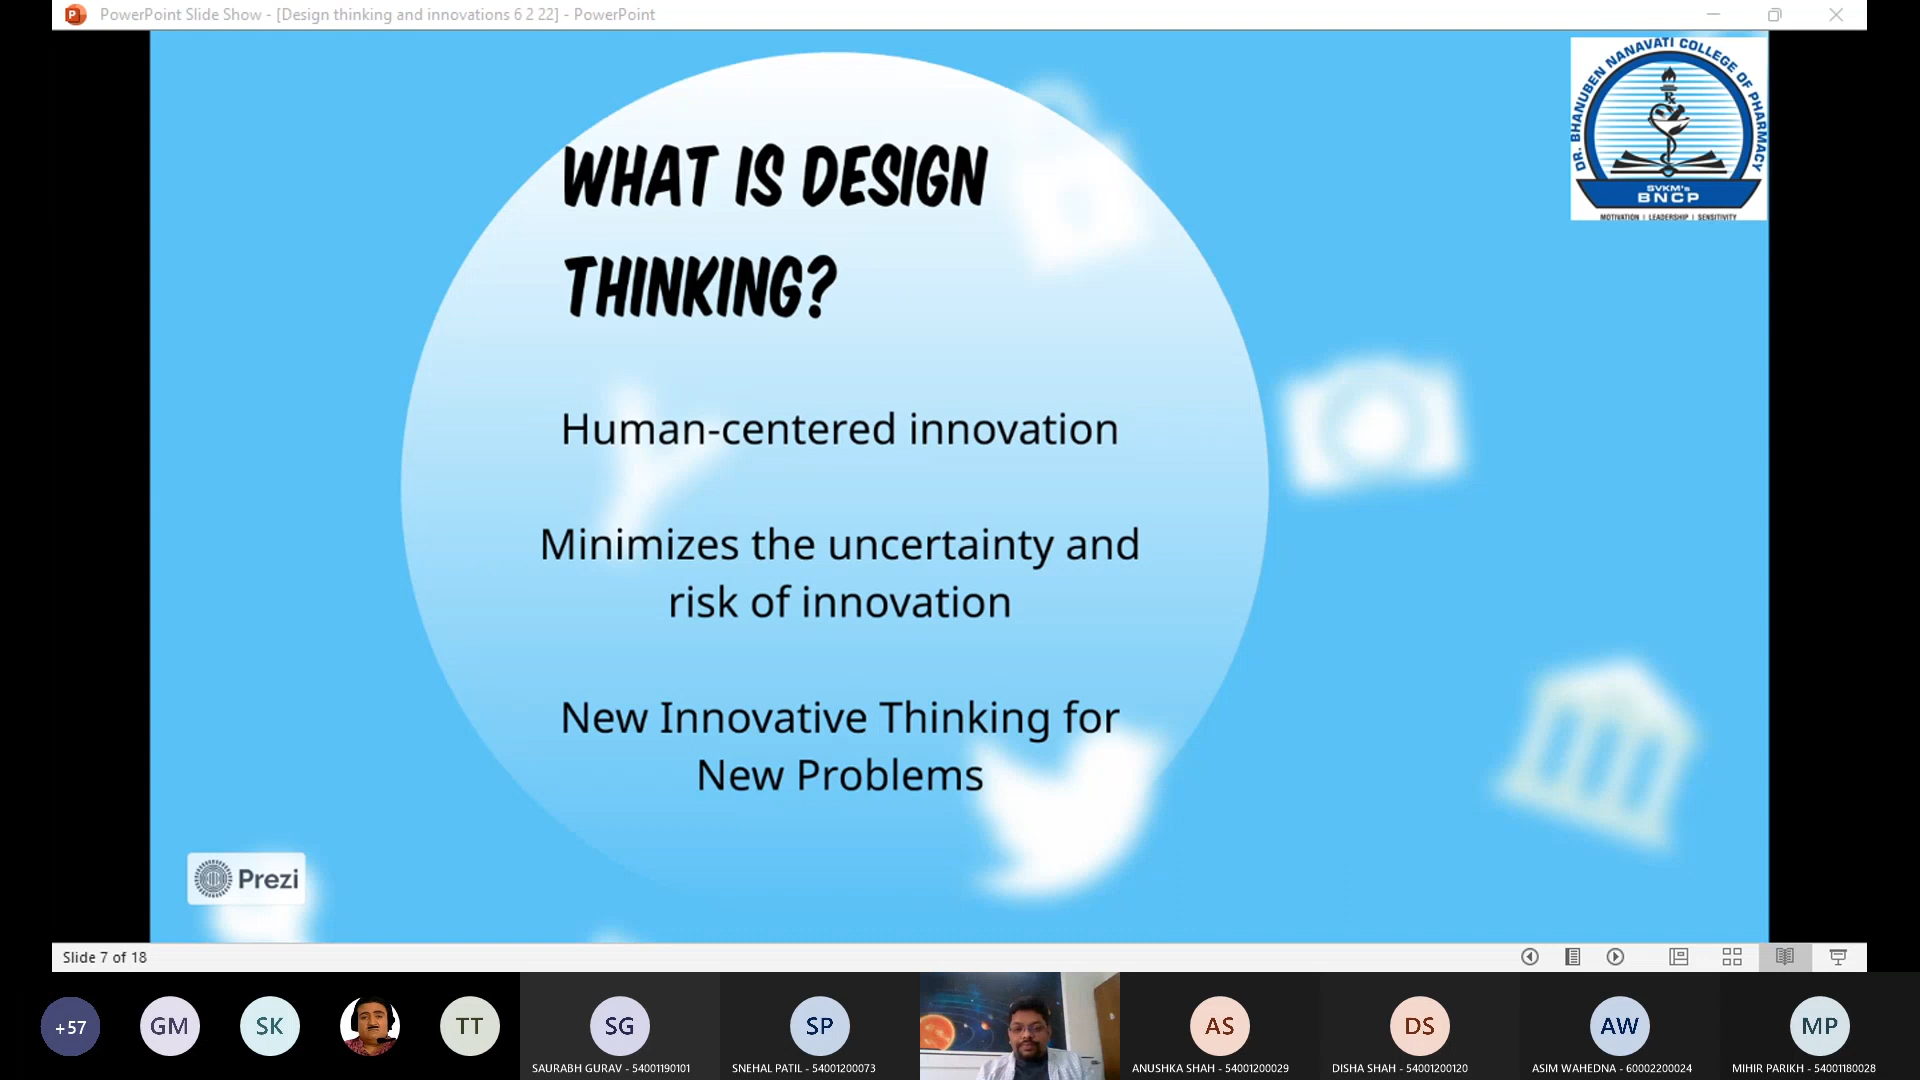 PowerPoint Slide Show - [Design thinking and innovations 6 2 22] - PowerPoint
DR. BHANUBEN NANAVATI COLLEGE OF PHARMACY
Rx
SVKM's
BNCP
MOTIVATION | LEADERSHIP | SENSITIVITY
WHAT IS DESIGN
THINKING?
Human-centered innovation
Minimizes the uncertainty and
risk of innovation
New Innovative Thinking for
New Problems
Prezi
Slide 7 of 18
+57
GM
SK
TT
SG
SP
AS
DS
AW
MP
SAURABH GURAV - 54001190101
SNEHAL PATIL - 54001200073
ANUSHKA SHAH - 54001200029
DISHA SHAH - 54001200120
ASIM WAHEDNA - 60002200024
MIHIR PARIKH - 54001180028